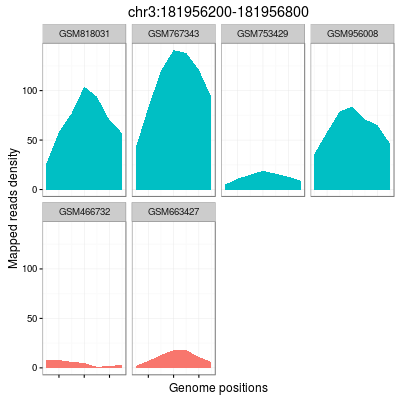 chr3:181956200-181956800
GSM818031 GSM767343 GSM753429 GSM956008
100
50
0
Mapped reads density
GSM466732 GSM663427
100
50
0
Genome positions